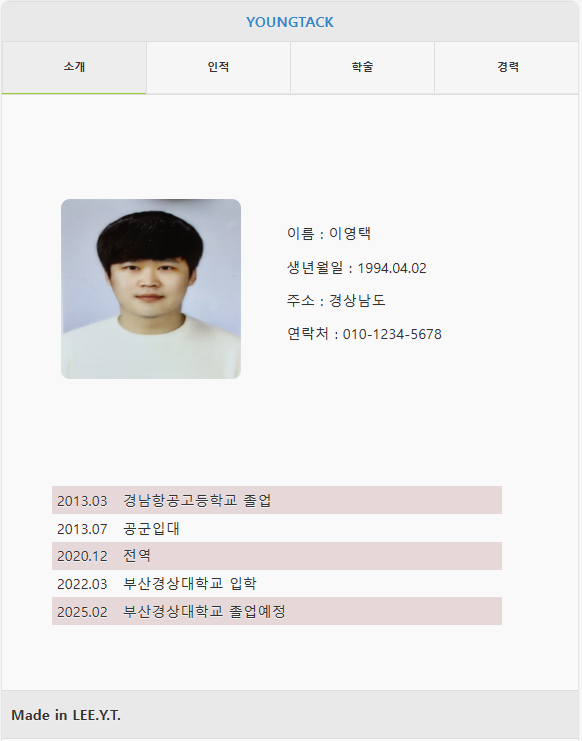 YOUNGTACK
소개 인적 학술 경력
이름 : 이영택
생년월일 : 1994.04.02
주소 : 경상남도
연락처 : 010-1234-5678
2013.03 경남항공고등학교 졸업
2013.07 공군입대
2020.12 전역
2022.03 부산경상대학교 입학
2025.02 부산경상대학교 졸업예정
Made in LEE.Y.T.